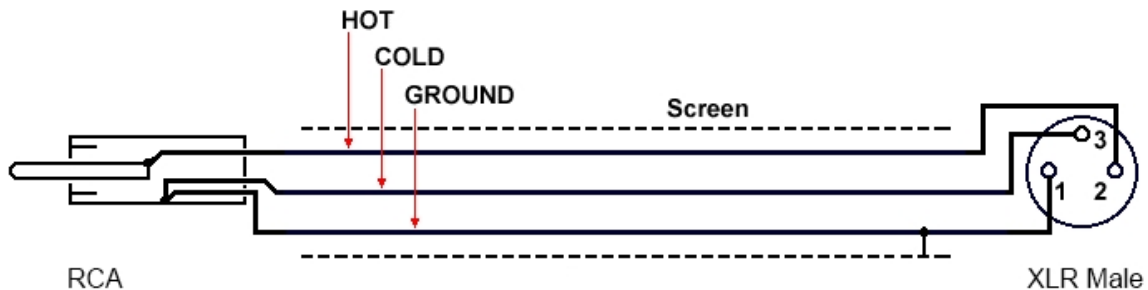 HOT
COLD
GROUND
Screen
3
1 2
RCA
XLR Male